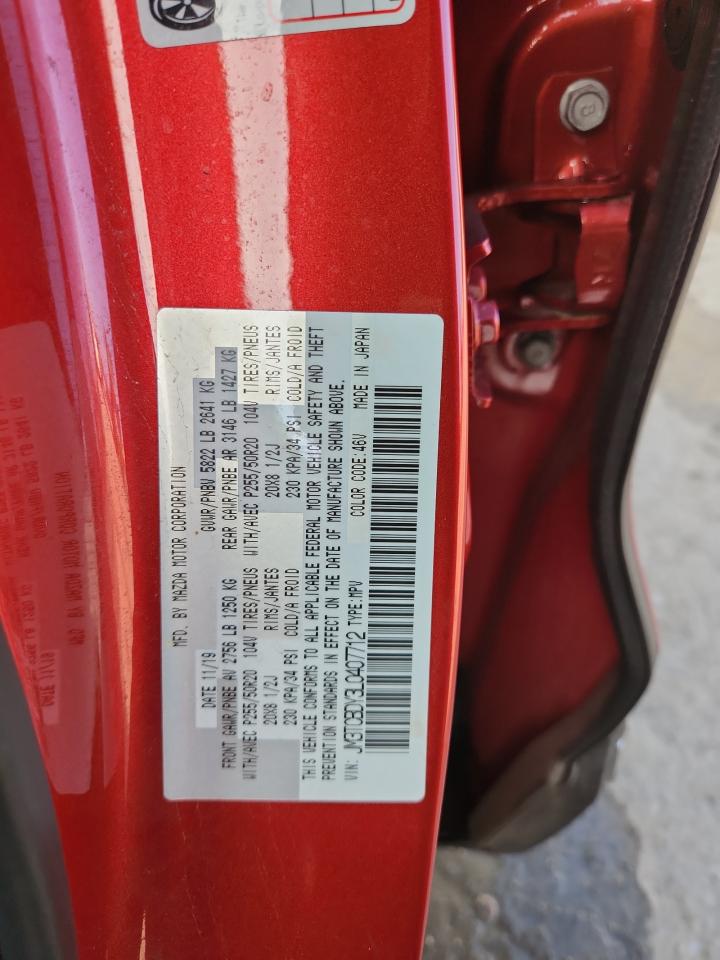 MFD. BY MAZDA MOTOR CORPORATION
DATE 11/19 GVWR/PNBV 5822 LB 2641 KG
FRONT GAWR/PNBE AV 2756 LB 1250 KG REAR GAWR/PNBE AR 3146 LB 1427 KG
WITH/AVEC P255/50R20 104V TIRES/PNEUS WITH/AVEC P255/50R20 104V TIRES/PNEUS
20X8 1/2J RIMS/JANTES 20X8 1/2J RIMS/JANTES
230 KPA/34 PSI COLD/A FROID 230 KPA/34 PSI COLD/A FROID
THIS VEHICLE CONFORMS TO ALL APPLICABLE FEDERAL MOTOR VEHICLE SAFETY AND THEFT
PREVENTION STANDARDS IN EFFECT ON THE DATE OF MANUFACTURE SHOWN ABOVE.
VIN: JM3TCBDY3L0407712 TYPE:MPV COLOR CODE:46V MADE IN JAPAN
8